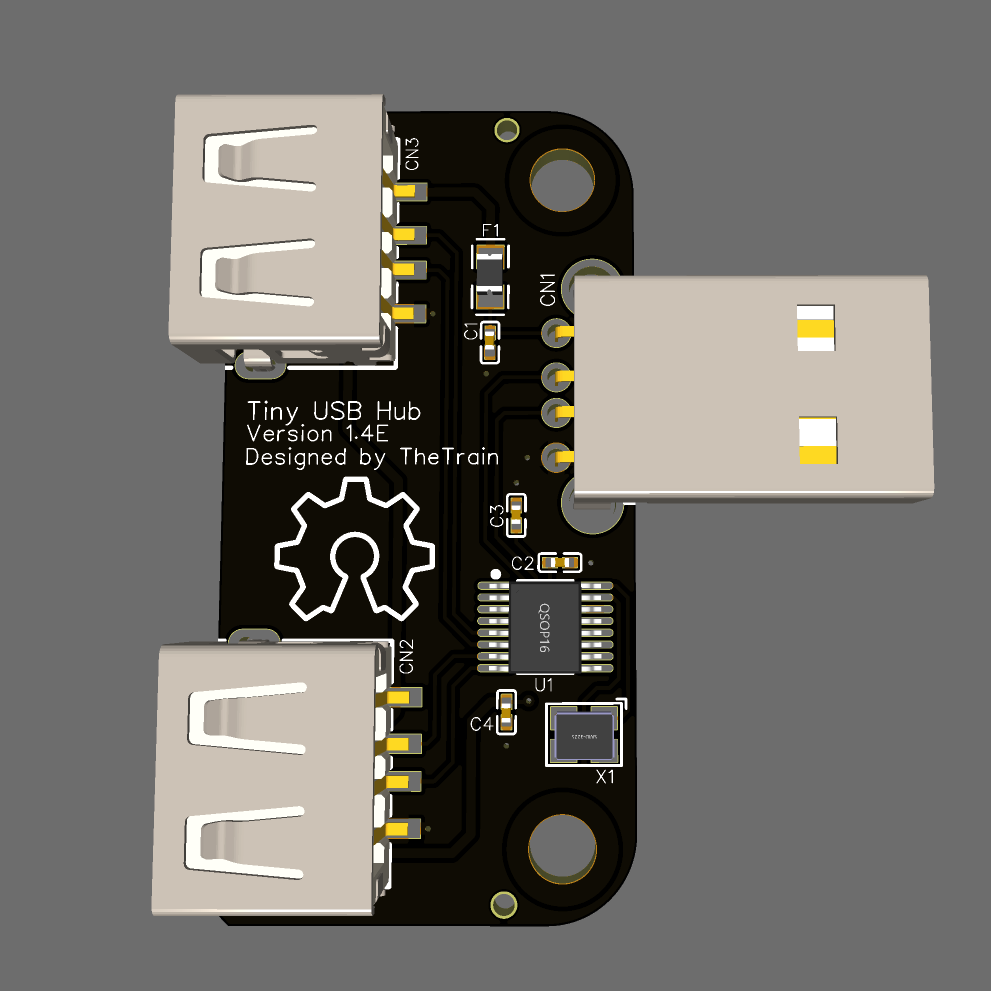 CN3
F1
CN1
C1
Tiny USB Hub
Version 1.4E
Designed by TheTrain
C3
C2
QSOP16
CN2
U1
C4
X1